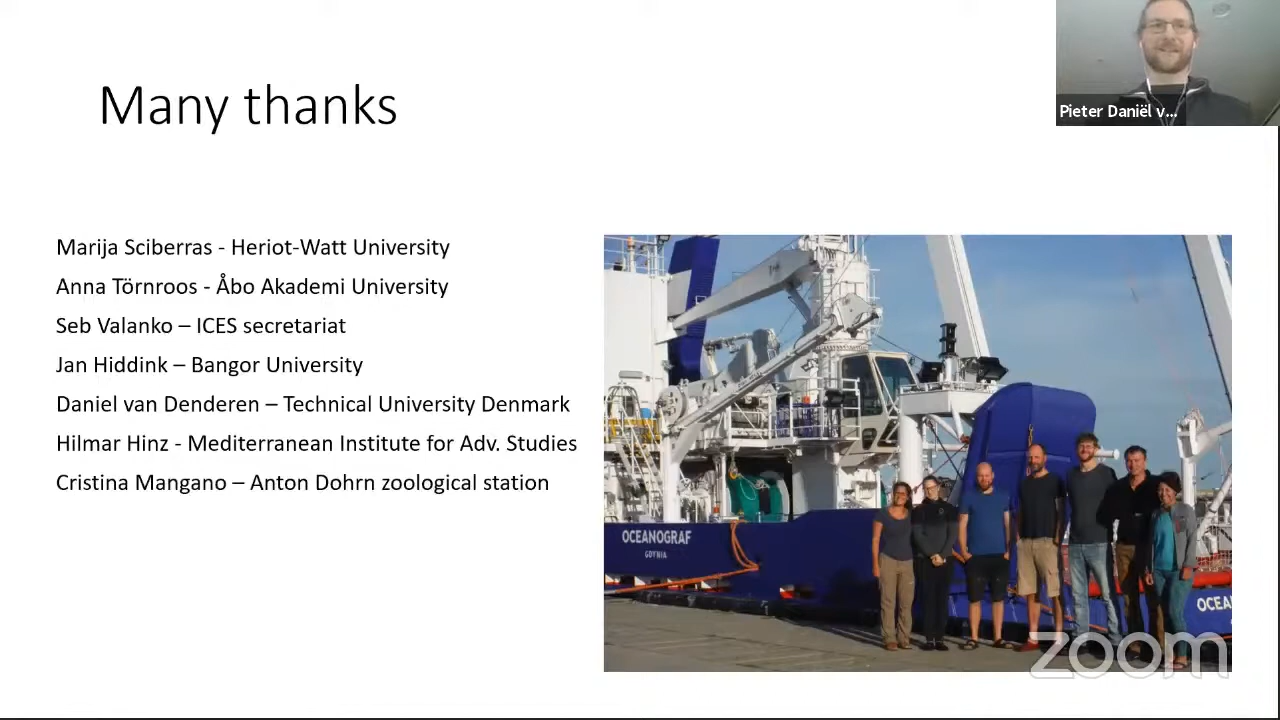 Many thanks
Pieter Daniël v...
Marija Sciberras - Heriot-Watt University
Anna Törnroos - Åbo Akademi University
Seb Valanko – ICES secretariat
Jan Hiddink – Bangor University
Daniel van Denderen – Technical University Denmark
Hilmar Hinz - Mediterranean Institute for Adv. Studies
Cristina Mangano – Anton Dohrn zoological station
OCEANOGRAF
GDYNIA
OCEA
zoom